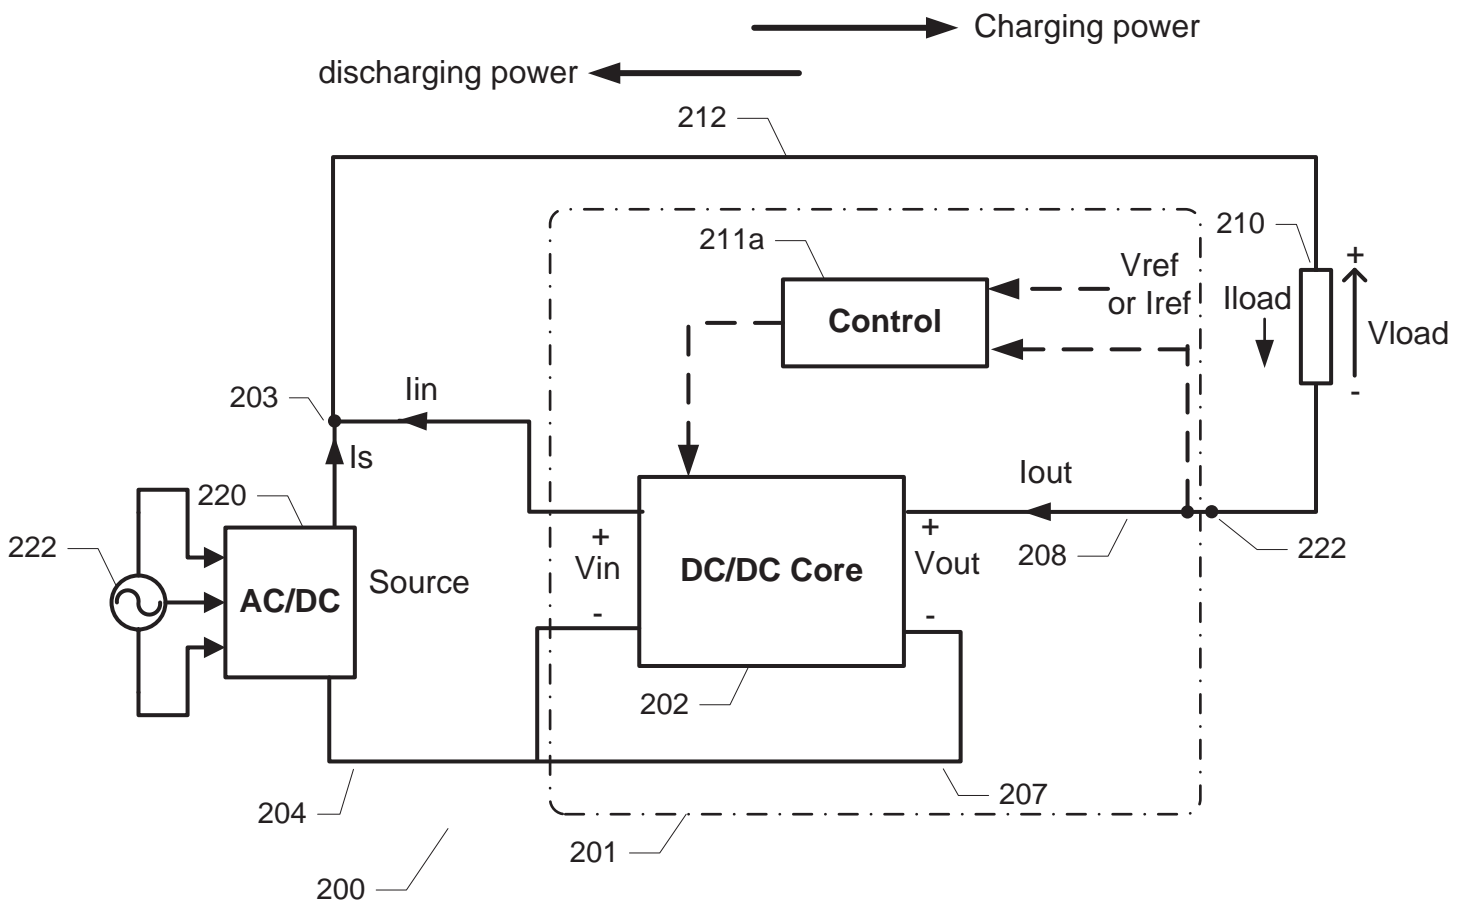 Charging power
discharging power
212
211a
210
Vref
or Iref
Iload
+
Control
Vload
-
203
Iin
Is
Iout
220
222
AC/DC
Source
+
Vin
-
DC/DC Core
+
Vout
-
208
222
202
204
207
201
200